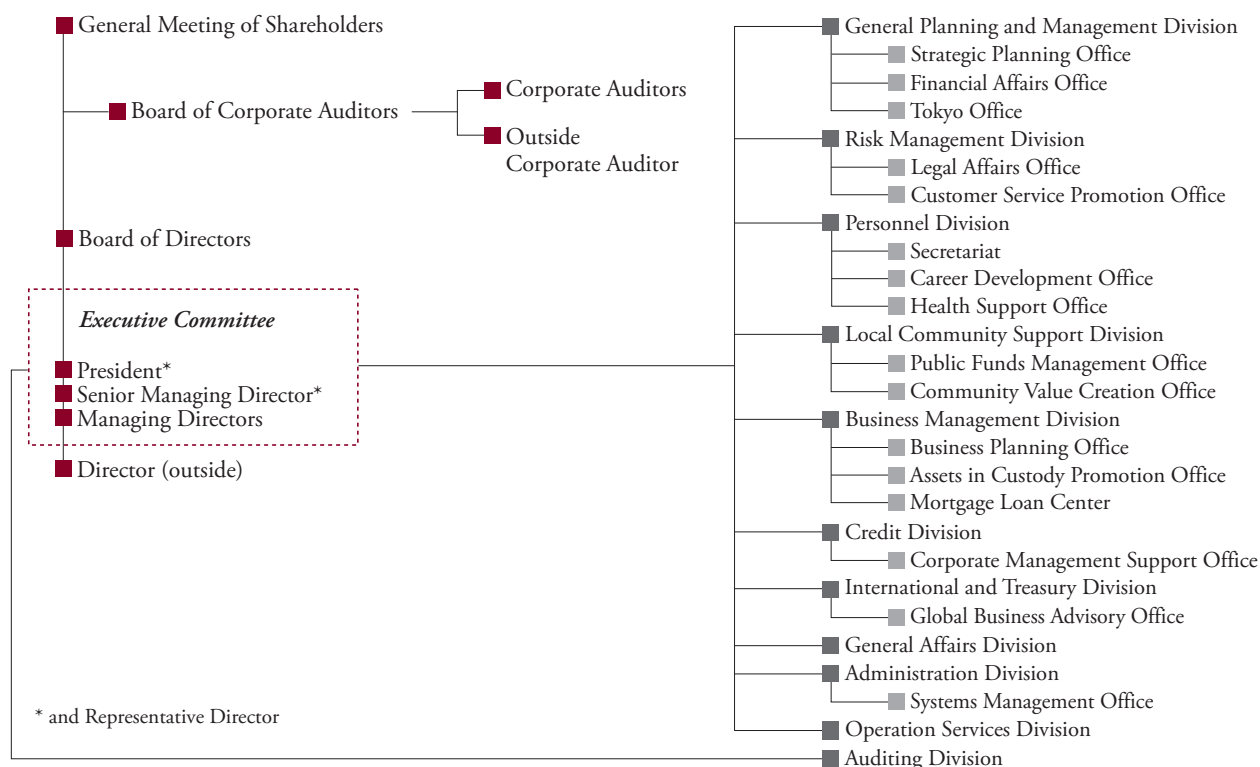 General Meeting of Shareholders
Board of Corporate Auditors
Corporate Auditors
Outside
Corporate Auditor
Board of Directors
Executive Committee
President*
Senior Managing Director*
Managing Directors
Director (outside)
* and Representative Director
General Planning and Management Division
Strategic Planning Office
Financial Affairs Office
Tokyo Office
Risk Management Division
Legal Affairs Office
Customer Service Promotion Office
Personnel Division
Secretariat
Career Development Office
Health Support Office
Local Community Support Division
Public Funds Management Office
Community Value Creation Office
Business Management Division
Business Planning Office
Assets in Custody Promotion Office
Mortgage Loan Center
Credit Division
Corporate Management Support Office
International and Treasury Division
Global Business Advisory Office
General Affairs Division
Administration Division
Systems Management Office
Operation Services Division
Auditing Division